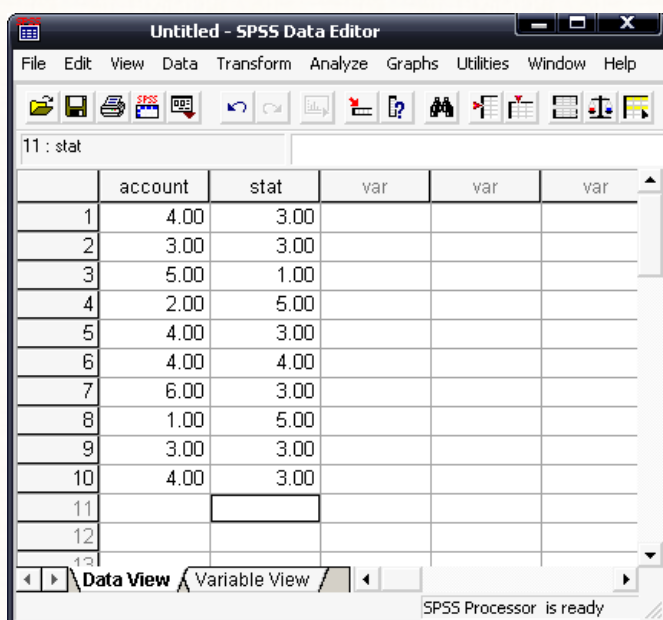 Untitled - SPSS Data Editor
File Edit View Data Transform Analyze Graphs Utilities Window Help
11 : stat
account stat var var var
1 4.00 3.00
2 3.00 3.00
3 5.00 1.00
4 2.00 5.00
5 4.00 3.00
6 4.00 4.00
7 6.00 3.00
8 1.00 5.00
9 3.00 3.00
10 4.00 3.00
11
12
13
Data View Variable View
SPSS Processor is ready